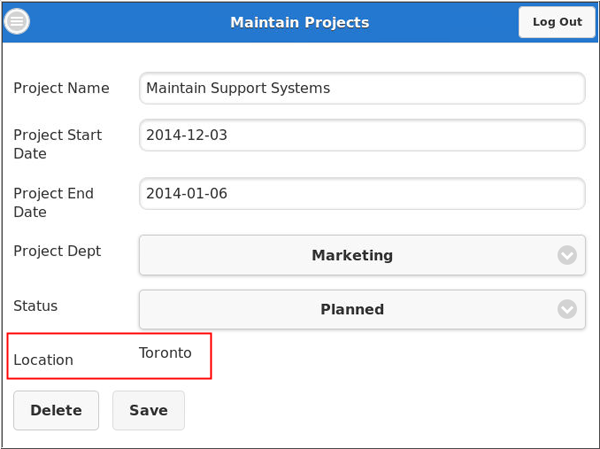 Maintain Projects
Log Out
Project Name
Maintain Support Systems
Project Start
Date
2014-12-03
Project End
Date
2014-01-06
Project Dept
Marketing
Status
Planned
Location
Toronto
Delete
Save